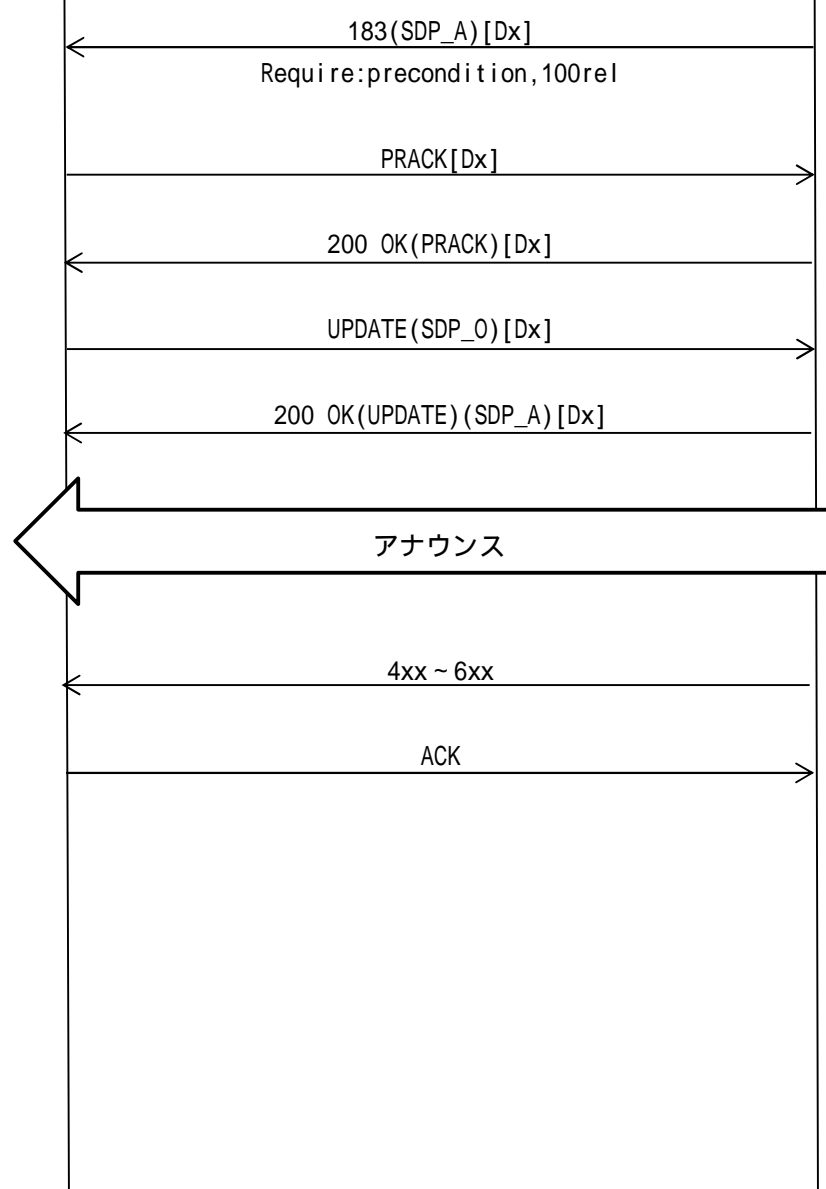 183(SDP_A)[Dx]
Require:precondition,100rel
PRACK[Dx]
200 OK(PRACK)[Dx]
UPDATE(SDP_O)[Dx]
200 OK(UPDATE)(SDP_A)[Dx]
アナウンス
4xx～6xx
ACK